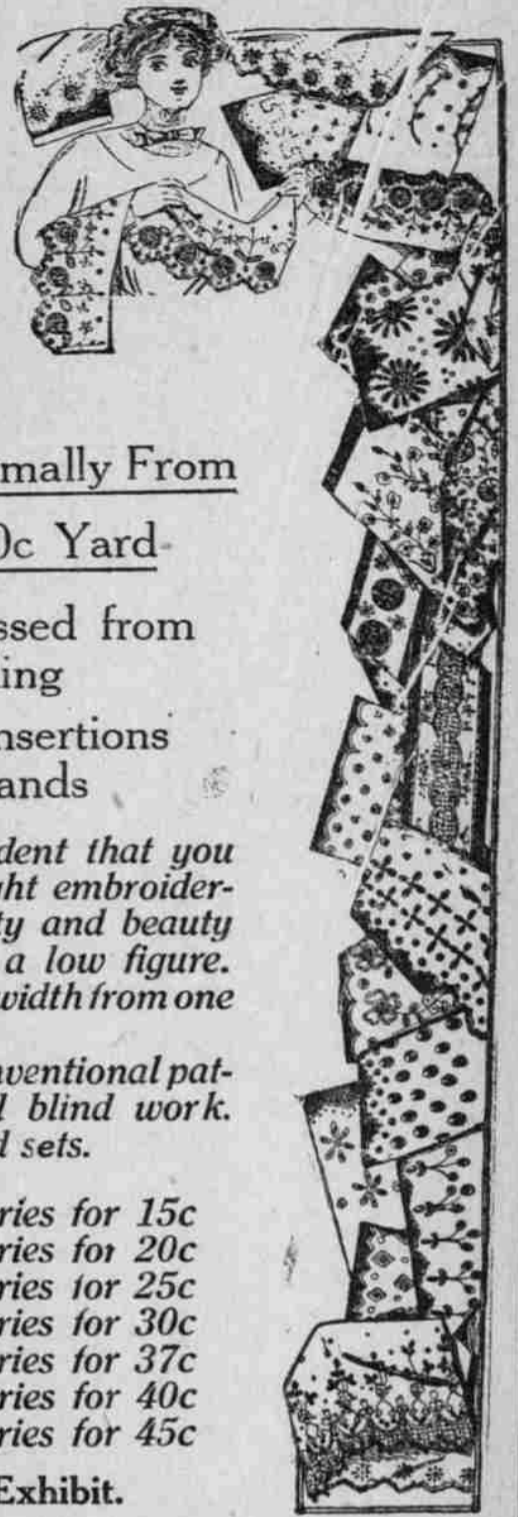 mally From
0c Yard
ssed from
ing
nsertions
ands
dent that you
ght embroider-
ty and beauty
a low figure.
width from one
nventional pat-
l blind work.
d sets.
ries for 15c
ries for 20c
ries for 25c
ries for 30c
ries for 37c
ries for 40c
ries for 45c
Exhibit.